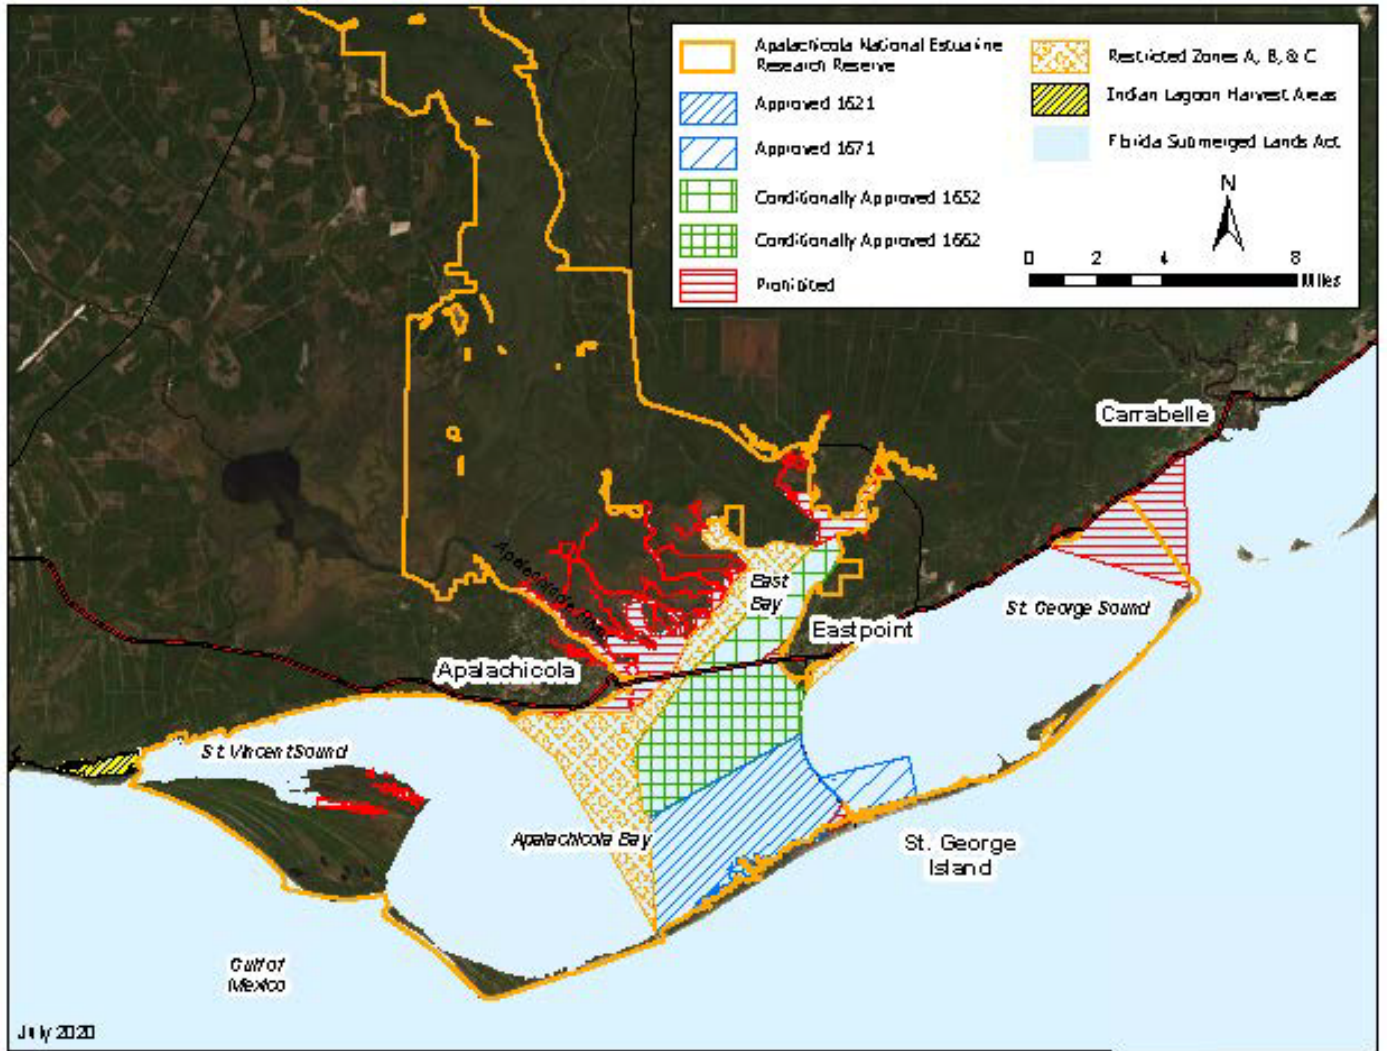 Apalachicola National Estuarine
Research Reserve
Approved 1621
Approved 1671
Conditionally Approved 1652
Conditionally Approved 1662
Prohibited
Restricted Zones A, B, & C
Indian Lagoon Harvest Areas
Florida Submerged Lands Act
N
0 2 4 8
Miles
Carrabelle
Apalachicola River
East
Bay
St. George Sound
Eastpoint
Apalachicola
St. Vincent Sound
Apalachicola Bay
St. George
Island
Gulf of
Mexico
July 2020